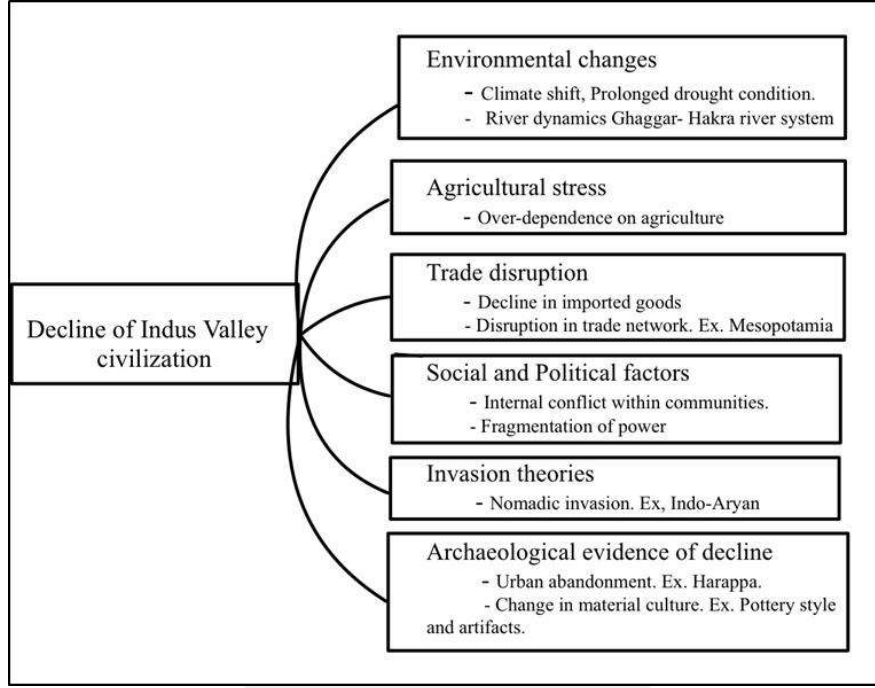 Environmental changes
- Climate shift, Prolonged drought condition.
- River dynamics Ghaggar- Hakra river system
Agricultural stress
- Over-dependence on agriculture
Trade disruption
- Decline in imported goods
- Disruption in trade network. Ex. Mesopotamia
Decline of Indus Valley
civilization
Social and Political factors
- Internal conflict within communities.
- Fragmentation of power
Invasion theories
- Nomadic invasion. Ex, Indo-Aryan
Archaeological evidence of decline
- Urban abandonment. Ex. Harappa.
- Change in material culture. Ex. Pottery style
and artifacts.